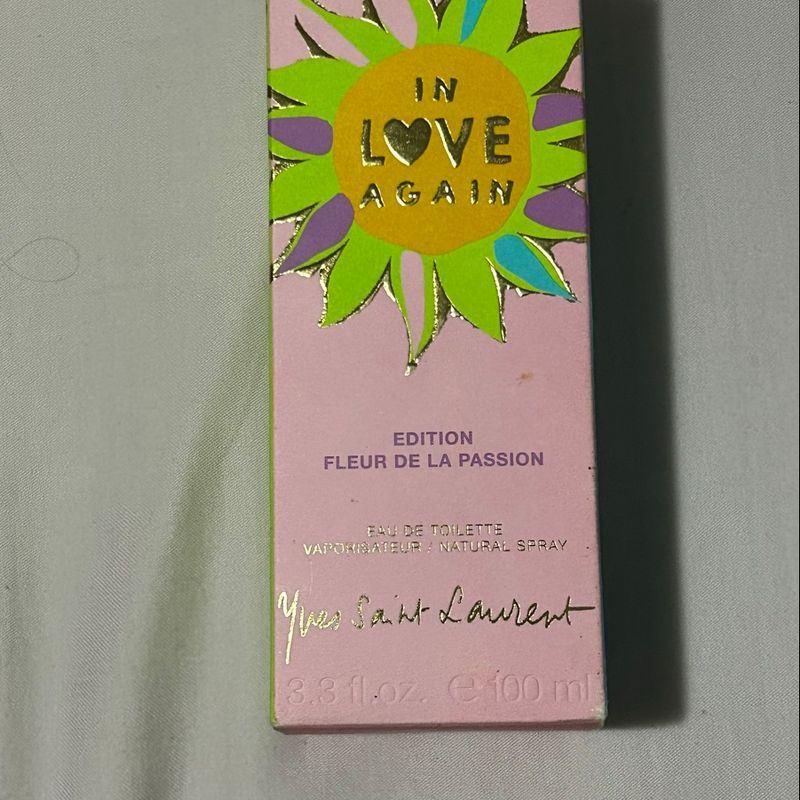 IN
LOVE
AGAIN
EDITION
FLEUR DE LA PASSION
EAU DE TOILETTE
VAPORISATEUR / NATURAL SPRAY
Yves Saint Laurent
3.3 fl.oz. ℮ 100 ml